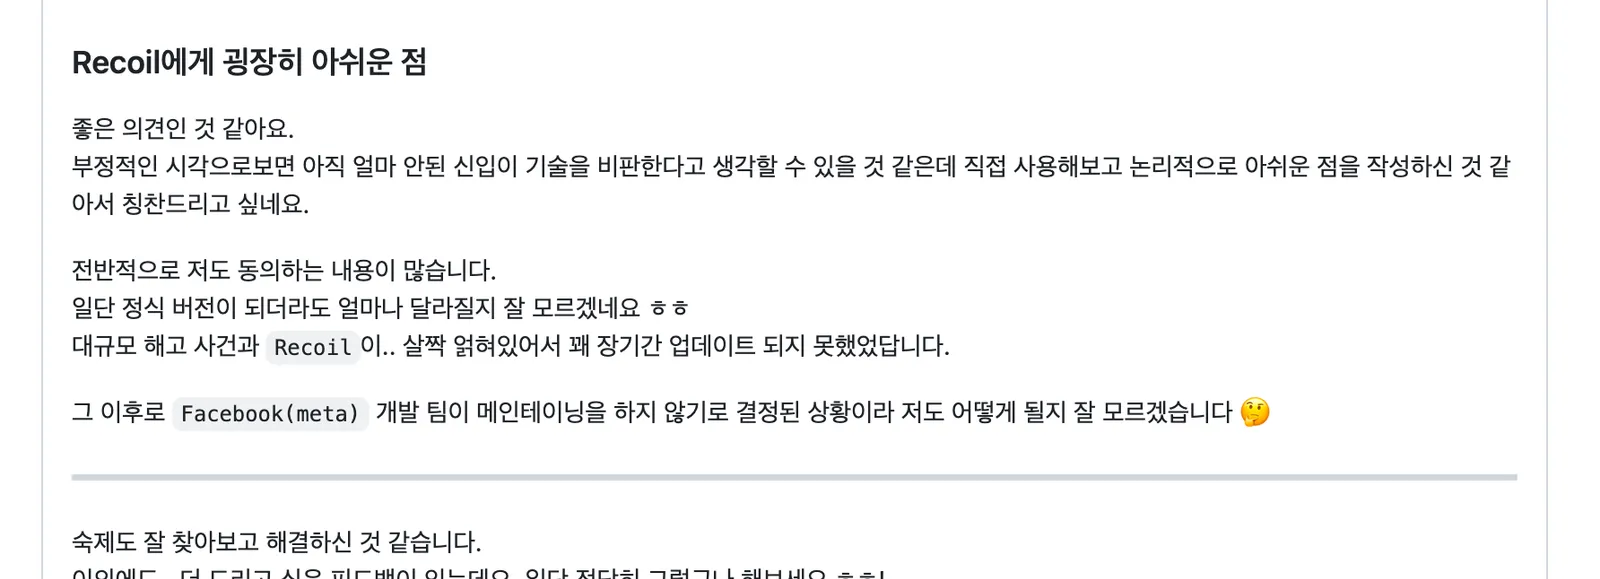 Recoil에게 굉장히 아쉬운 점
좋은 의견인 것 같아요.
부정적인 시각으로보면 아직 얼마 안된 신입이 기술을 비판한다고 생각할 수 있을 것 같은데 직접 사용해보고 논리적으로 아쉬운 점을 작성하신 것 같
아서 칭찬드리고 싶네요.
전반적으로 저도 동의하는 내용이 많습니다.
일단 정식 버전이 되더라도 얼마나 달라질지 잘 모르겠네요 ㅎㅎ
대규모 해고 사건과 Recoil이.. 살짝 얽혀있어서 꽤 장기간 업데이트 되지 못했었답니다.
그 이후로 Facebook(meta) 개발 팀이 메인테이닝을 하지 않기로 결정된 상황이라 저도 어떻게 될지 잘 모르겠습니다 🤔
숙제도 잘 찾아보고 해결하신 것 같습니다.